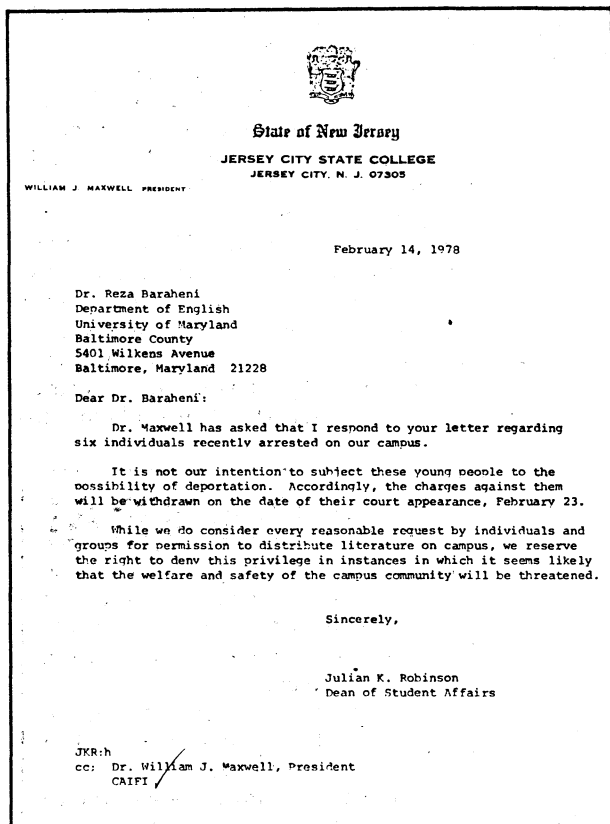 State of New Jersey
JERSEY CITY STATE COLLEGE
JERSEY CITY, N. J. 07305
WILLIAM J. MAXWELL PRESIDENT
February 14, 1978
Dr. Reza Baraheni
Department of English
University of Maryland
Baltimore County
5401 Wilkens Avenue
Baltimore, Maryland 21228
Dear Dr. Baraheni:
Dr. Maxwell has asked that I respond to your letter regarding
six individuals recently arrested on our campus.
It is not our intention to subject these young people to the
possibility of deportation. Accordingly, the charges against them
will be withdrawn on the date of their court appearance, February 23.
While we do consider every reasonable request by individuals and
groups for permission to distribute literature on campus, we reserve
the right to deny this privilege in instances in which it seems likely
that the welfare and safety of the campus community will be threatened.
Sincerely,
Julian K. Robinson
Dean of Student Affairs
JKR:h
cc: Dr. William J. Maxwell, President
CAIFI